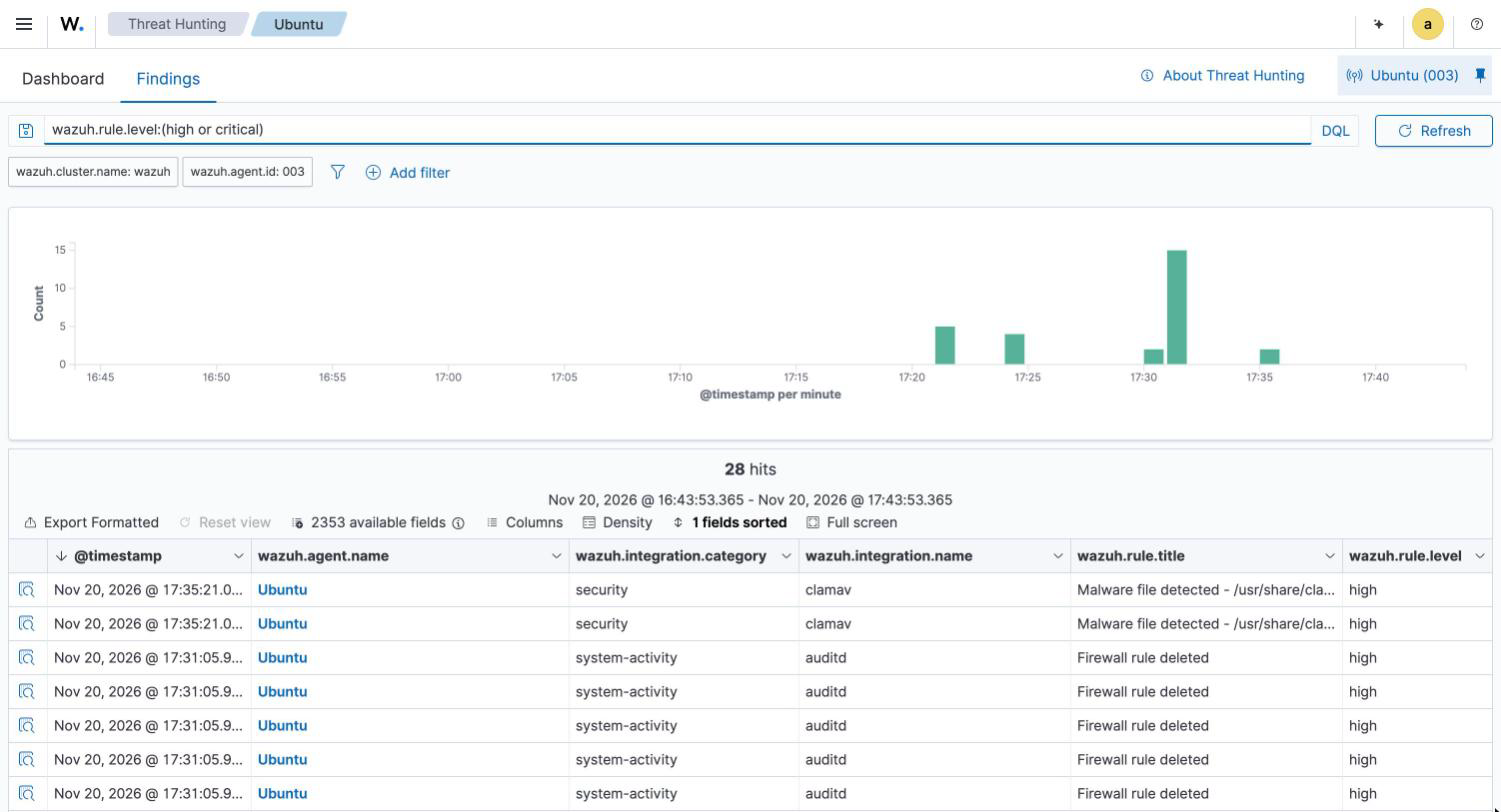 W. Threat Hunting Ubuntu a
Dashboard Findings About Threat Hunting Ubuntu (003)
wazuh.rule.level:(high or critical) DQL Refresh
wazuh.cluster.name: wazuh wazuh.agent.id: 003 Add filter
15
10
5
0
Count
16:45 16:50 16:55 17:00 17:05 17:10 17:15 17:20 17:25 17:30 17:35 17:40
@timestamp per minute
28 hits
Nov 20, 2026 @ 16:43:53.365 - Nov 20, 2026 @ 17:43:53.365
Export Formatted Reset view 2353 available fields Columns Density 1 fields sorted Full screen
@timestamp wazuh.agent.name wazuh.integration.category wazuh.integration.name wazuh.rule.title wazuh.rule.level
Nov 20, 2026 @ 17:35:21.0... Ubuntu security clamav Malware file detected - /usr/share/cla... high
Nov 20, 2026 @ 17:35:21.0... Ubuntu security clamav Malware file detected - /usr/share/cla... high
Nov 20, 2026 @ 17:31:05.9... Ubuntu system-activity auditd Firewall rule deleted high
Nov 20, 2026 @ 17:31:05.9... Ubuntu system-activity auditd Firewall rule deleted high
Nov 20, 2026 @ 17:31:05.9... Ubuntu system-activity auditd Firewall rule deleted high
Nov 20, 2026 @ 17:31:05.9... Ubuntu system-activity auditd Firewall rule deleted high
Nov 20, 2026 @ 17:31:05.9... Ubuntu system-activity auditd Firewall rule deleted high